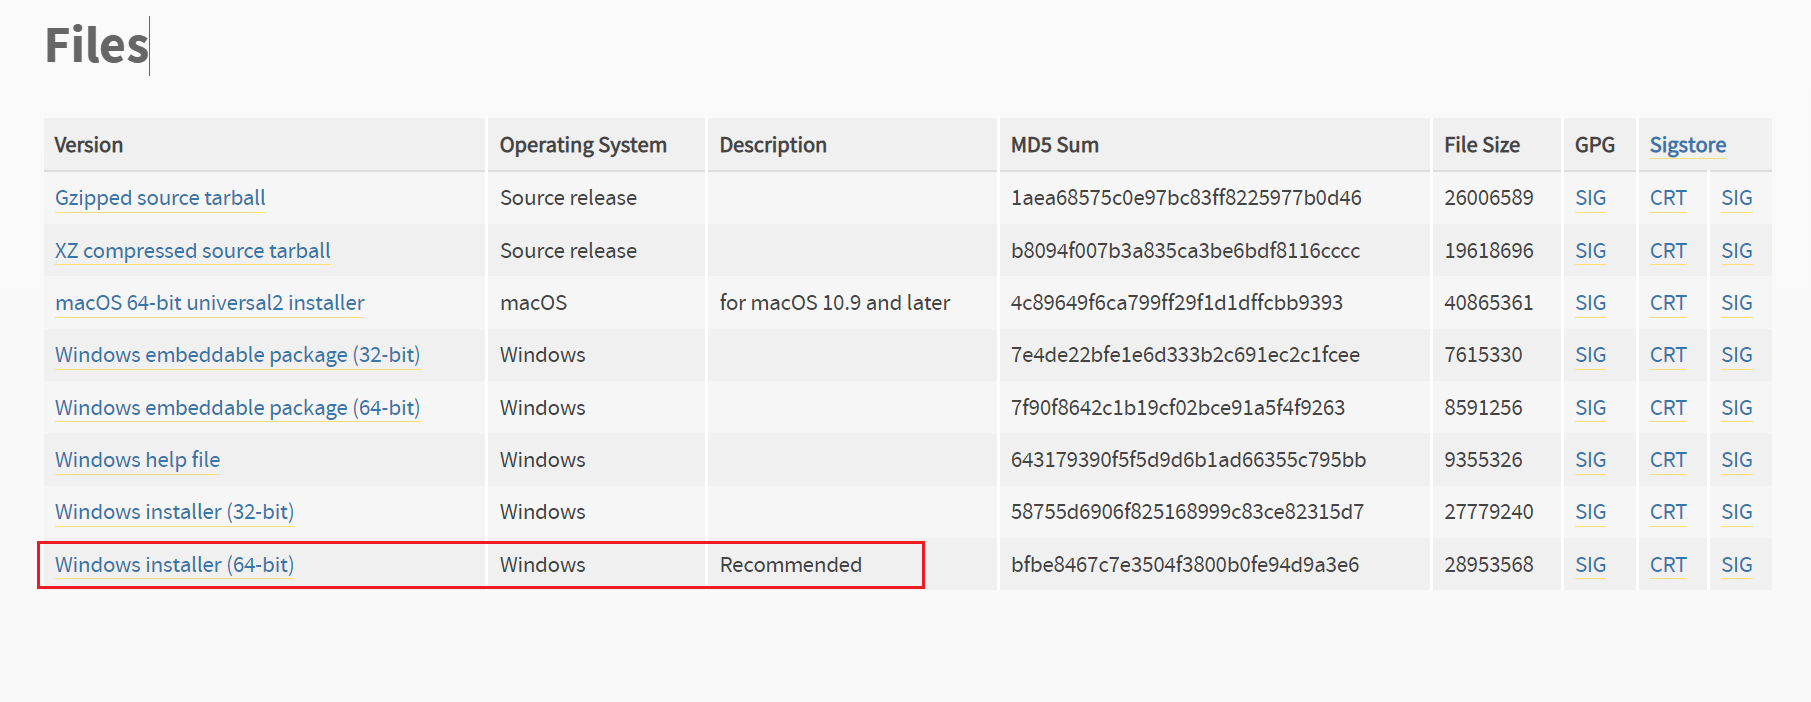 Files
Version Operating System Description MD5 Sum File Size GPG Sigstore
Gzipped source tarball Source release 1aea68575c0e97bc83ff8225977b0d46 26006589 SIG CRT SIG
XZ compressed source tarball Source release b8094f007b3a835ca3be6bdf8116cccc 19618696 SIG CRT SIG
macOS 64-bit universal2 installer macOS for macOS 10.9 and later 4c89649f6ca799ff29f1d1dffcbb9393 40865361 SIG CRT SIG
Windows embeddable package (32-bit) Windows 7e4de22bfe1e6d333b2c691ec2c1fcee 7615330 SIG CRT SIG
Windows embeddable package (64-bit) Windows 7f90f8642c1b19cf02bce91a5f4f9263 8591256 SIG CRT SIG
Windows help file Windows 643179390f5f5d9d6b1ad66355c795bb 9355326 SIG CRT SIG
Windows installer (32-bit) Windows 58755d6906f825168999c83ce82315d7 27779240 SIG CRT SIG
Windows installer (64-bit) Windows Recommended bfbe8467c7e3504f3800b0fe94d9a3e6 28953568 SIG CRT SIG